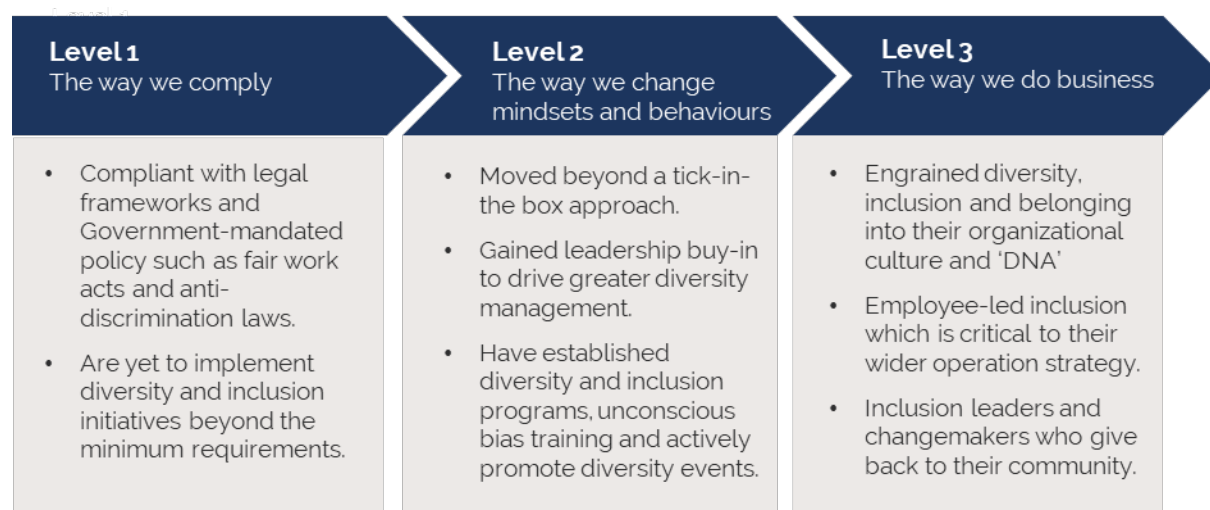 Level 1
The way we comply
• Compliant with legal
frameworks and
Government-mandated
policy such as fair work
acts and anti-
discrimination laws.
• Are yet to implement
diversity and inclusion
initiatives beyond the
minimum requirements.
Level 2
The way we change
mindsets and behaviours
• Moved beyond a tick-in-
the box approach.
• Gained leadership buy-in
to drive greater diversity
management.
• Have established
diversity and inclusion
programs, unconscious
bias training and actively
promote diversity events.
Level 3
The way we do business
• Engrained diversity,
inclusion and belonging
into their organizational
culture and ‘DNA’
• Employee-led inclusion
which is critical to their
wider operation strategy.
• Inclusion leaders and
changemakers who give
back to their community.